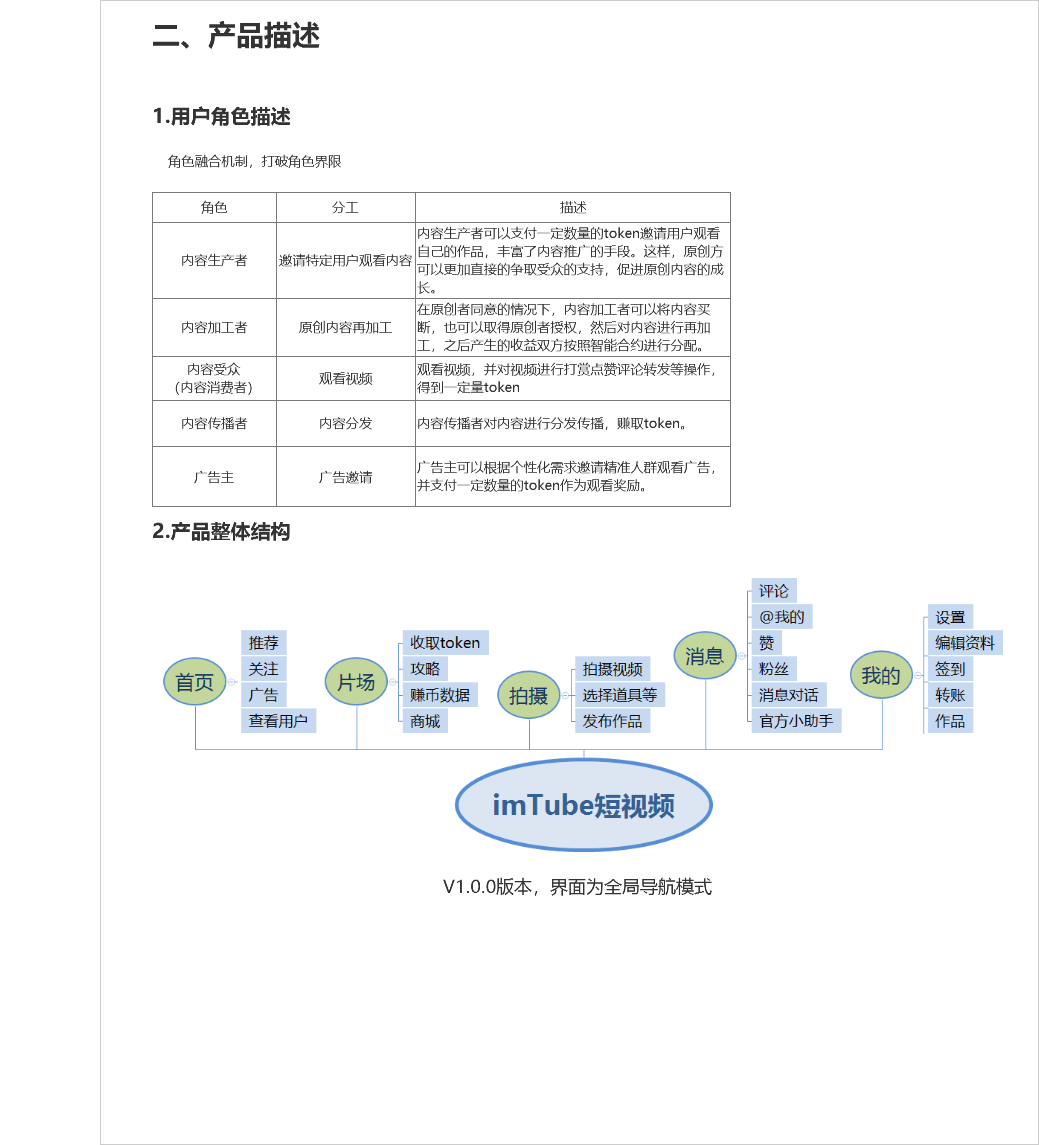 二、产品描述
1.用户角色描述
角色融合机制，打破角色界限
角色 分工 描述
内容生产者 邀请特定用户观看内容
内容生产者可以支付一定数量的token邀请用户观看
自己的作品，丰富了内容推广的手段。这样，原创方
可以更加直接的争取受众的支持，促进原创内容的成
长。
内容加工者 原创内容再加工
在原创者同意的情况下，内容加工者可以将内容买
断，也可以取得原创者授权，然后对内容进行再加
工，之后产生的收益双方按照智能合约进行分配。
内容受众
（内容消费者）
观看视频
观看视频，并对视频进行打赏点赞评论转发等操作，
得到一定量token
内容传播者 内容分发 内容传播者对内容进行分发传播，赚取token。
广告主 广告邀请
广告主可以根据个性化需求邀请精准人群观看广告，
并支付一定数量的token作为观看奖励。
2.产品整体结构
首页
推荐
关注
广告
查看用户
片场
收取token
攻略
赚币数据
商城
拍摄
拍摄视频
选择道具等
发布作品
消息
评论
@我的
赞
粉丝
消息对话
官方小助手
我的
设置
编辑资料
签到
转账
作品
imTube短视频
V1.0.0版本，界面为全局导航模式